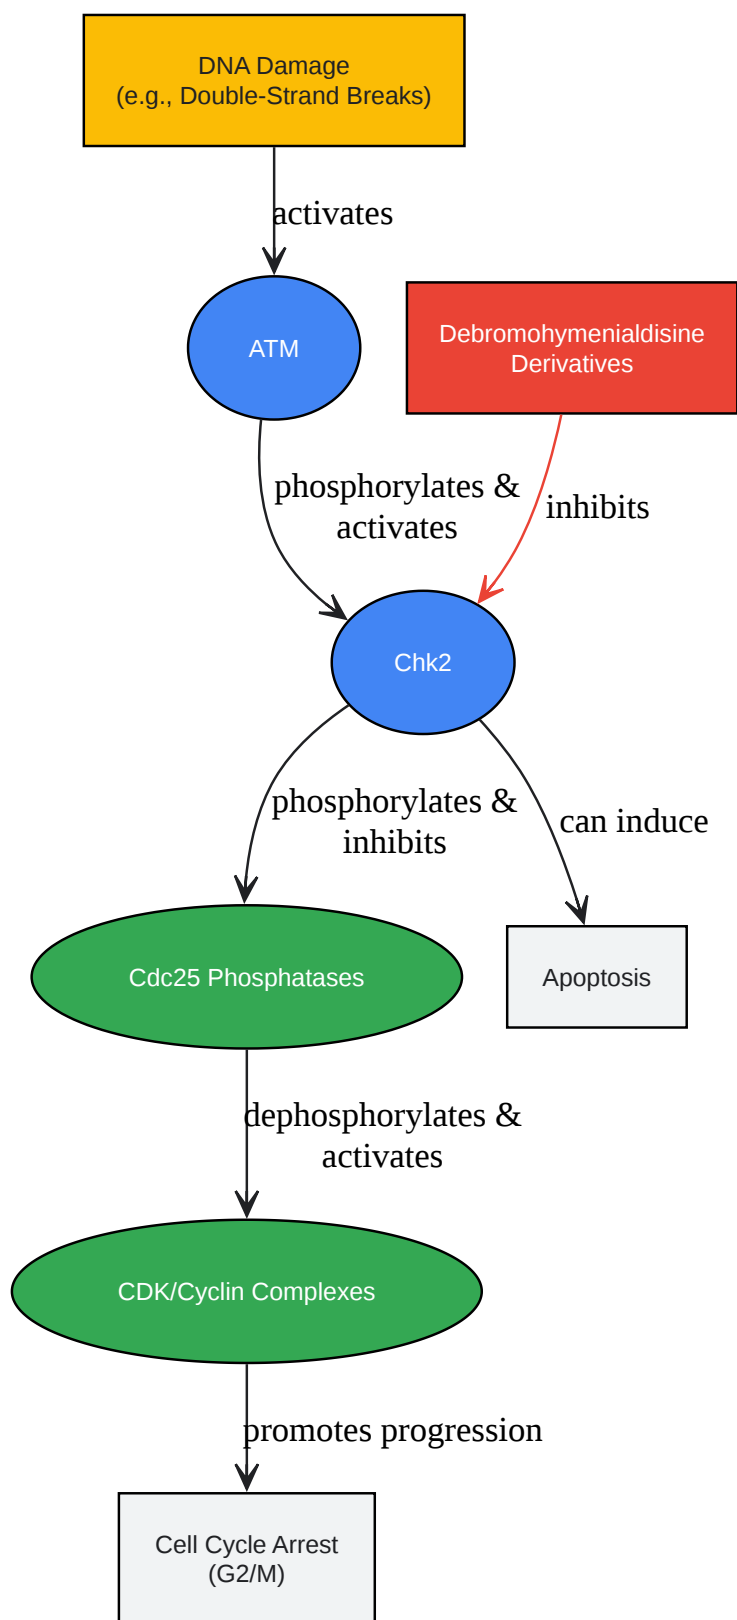 DNA Damage
(e.g., Double-Strand Breaks)
activates
ATM
Debromohymenialdisine
Derivatives
phosphorylates &
activates
inhibits
Chk2
phosphorylates &
inhibits
can induce
Cdc25 Phosphatases
Apoptosis
dephosphorylates &
activates
CDK/Cyclin Complexes
promotes progression
Cell Cycle Arrest
(G2/M)